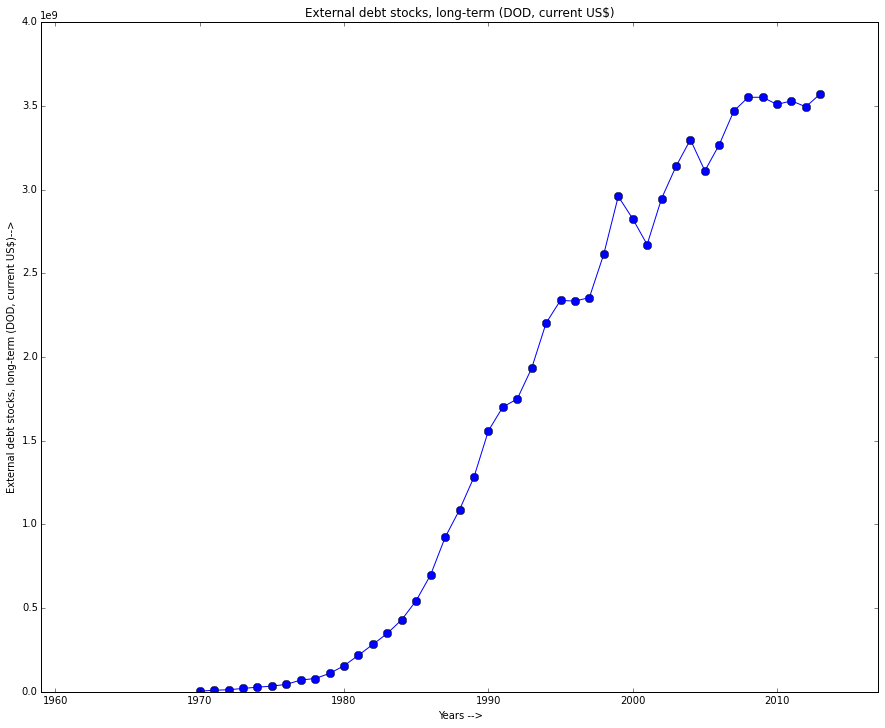 External debt stocks, long-term (DOD, current US$)
1e9
4.0
3.5
3.0
2.5
2.0
1.5
1.0
0.5
0.0
External debt stocks, long-term (DOD, current US$)-->
1960 1970 1980 1990 2000 2010
Years -->